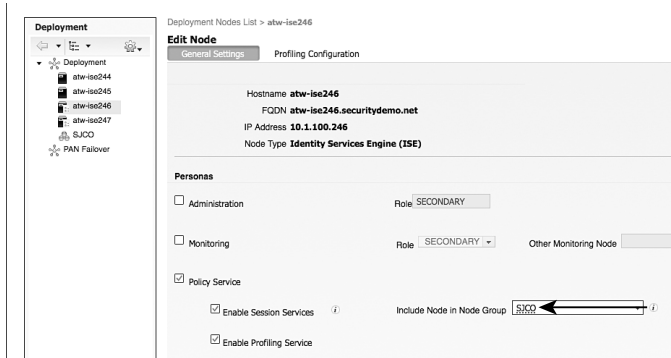 Deployment
Deployment
atw-ise244
atw-ise245
atw-ise246
atw-ise247
SJCO
PAN Failover
Deployment Nodes List > atw-ise246
Edit Node
General Settings Profiling Configuration
Hostname atw-ise246
FQDN atw-ise246.securitydemo.net
IP Address 10.1.100.246
Node Type Identity Services Engine (ISE)
Personas
Administration Role SECONDARY
Monitoring Role SECONDARY Other Monitoring Node
Policy Service
Enable Session Services i Include Node in Node Group SJCO i
Enable Profiling Service